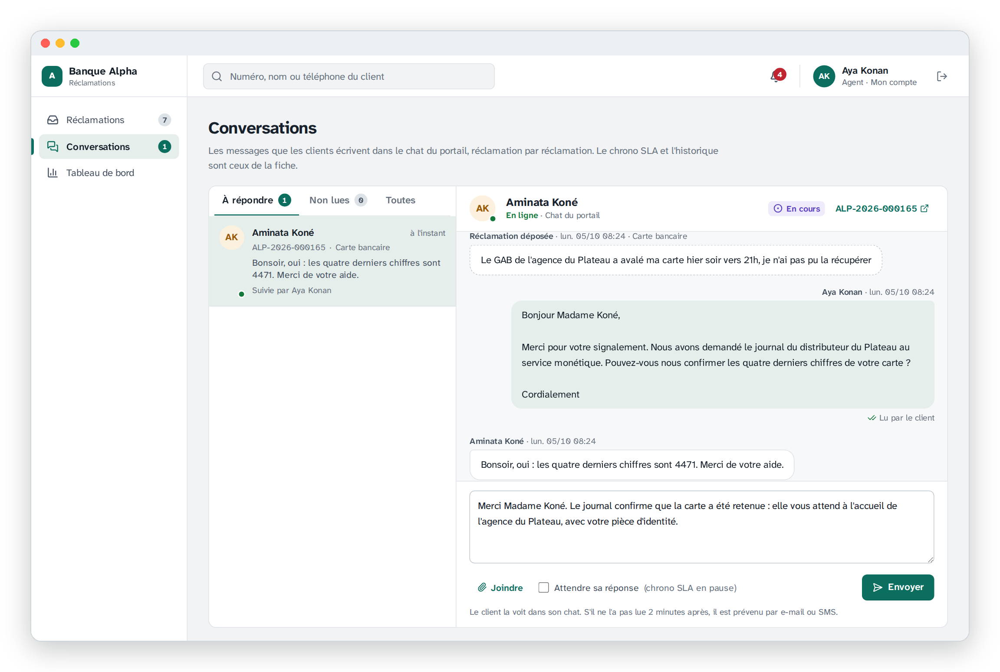 A
Banque Alpha
Réclamations
Numéro, nom ou téléphone du client
4
AK
Aya Konan
Agent · Mon compte
Réclamations 7
Conversations 1
Tableau de bord
Conversations
Les messages que les clients écrivent dans le chat du portail, réclamation par réclamation. Le chrono SLA et l'historique
sont ceux de la fiche.
À répondre 1 Non lues 0 Toutes
AK
Aminata Koné à l'instant
ALP-2026-000165 · Carte bancaire
Bonsoir, oui : les quatre derniers chiffres sont
4471. Merci de votre aide.
Suivie par Aya Konan
AK
Aminata Koné
En ligne · Chat du portail
En cours ALP-2026-000165
Réclamation déposée · lun. 05/10 08:24 · Carte bancaire
Le GAB de l'agence du Plateau a avalé ma carte hier soir vers 21h, je n'ai pas pu la récupérer
Aya Konan · lun. 05/10 08:24
Bonjour Madame Koné,
Merci pour votre signalement. Nous avons demandé le journal du distributeur du Plateau au
service monétique. Pouvez-vous nous confirmer les quatre derniers chiffres de votre carte ?
Cordialement
Lu par le client
Aminata Koné · lun. 05/10 08:24
Bonsoir, oui : les quatre derniers chiffres sont 4471. Merci de votre aide.
Merci Madame Koné. Le journal confirme que la carte a été retenue : elle vous attend à l'accueil de
l'agence du Plateau, avec votre pièce d'identité.
Joindre Attendre sa réponse (chrono SLA en pause) Envoyer
Le client la voit dans son chat. S'il ne l'a pas lue 2 minutes après, il est prévenu par e-mail ou SMS.